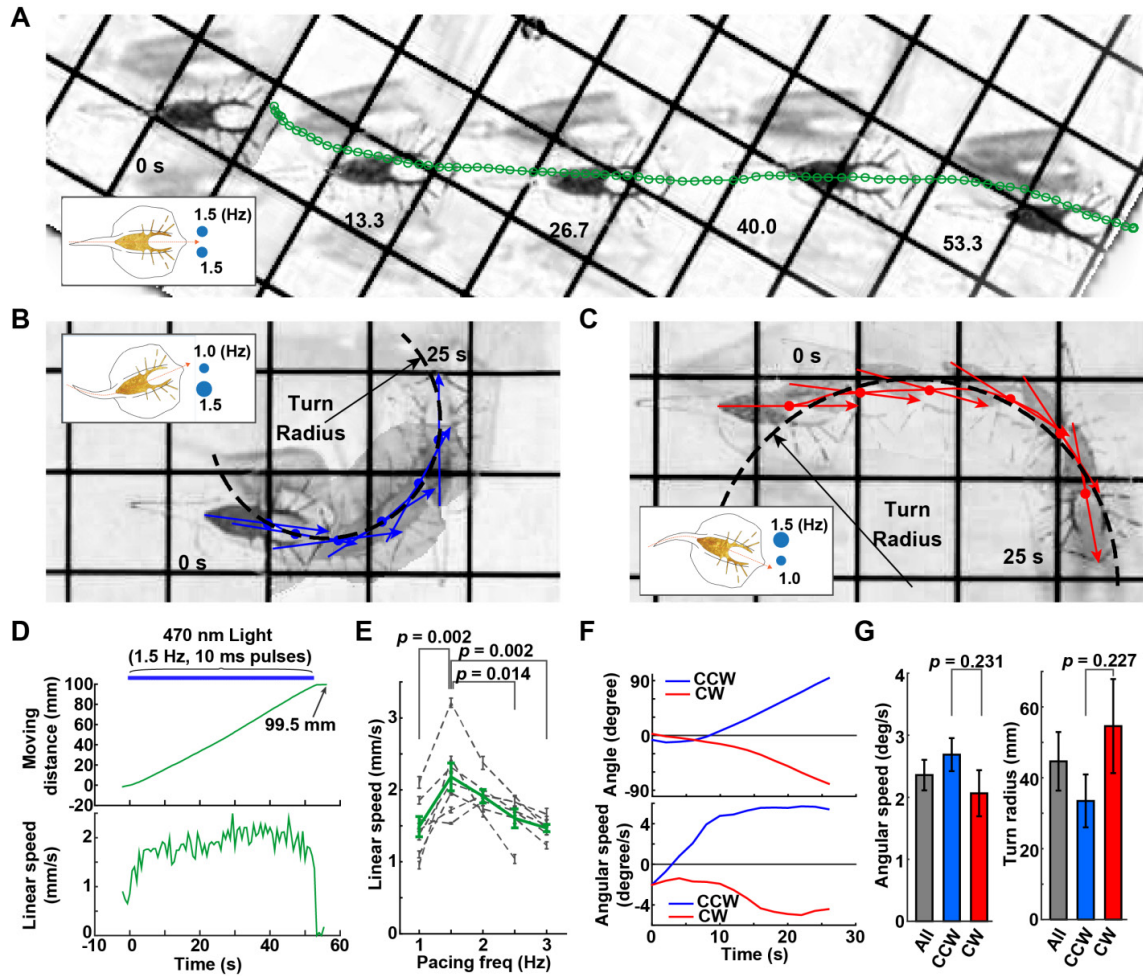 A
0 s
13.3
26.7
40.0
53.3
1.5 (Hz)
1.5
B
1.0 (Hz)
1.5
25 s
Turn
Radius
0 s
C
0 s
Turn
Radius
25 s
1.5 (Hz)
1.0
D
470 nm Light
(1.5 Hz, 10 ms pulses)
Moving
distance (mm)
100
80
60
40
20
0
-20
99.5 mm
Linear speed
(mm/s)
2
1
0
-10 0 20 40 60
Time (s)
E
p = 0.002
p = 0.002
p = 0.014
Linear speed (mm/s)
3
2
1
0
1 1.5 2 2.5 3
Pacing freq (Hz)
F
CCW
CW
Angle (degree)
90
0
-90
Angular speed
(degree/s)
4
0
-4
CCW
CW
0 10 20 30
Time (s)
G
p = 0.231
Angular speed (deg/s)
4
3
2
1
0
All
CCW
CW
p = 0.227
Turn radius (mm)
100
50
0
All
CCW
CW